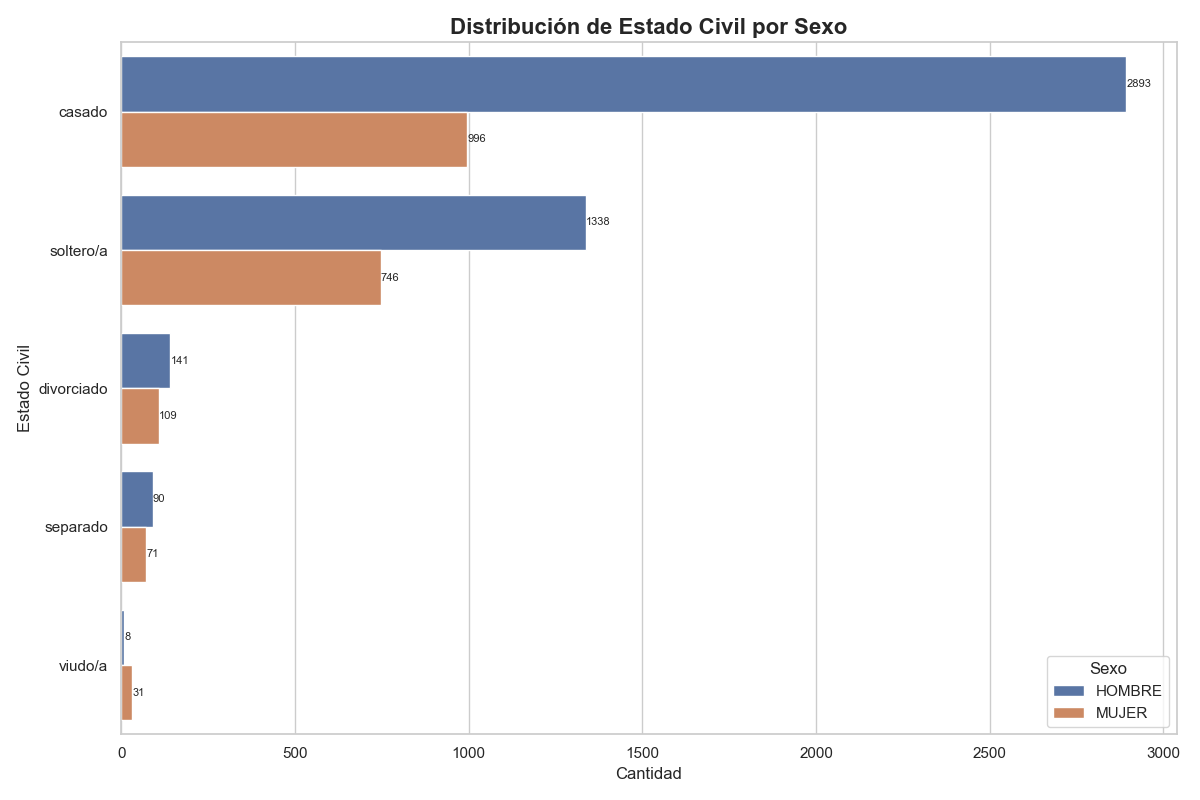 Distribución de Estado Civil por Sexo
casado
2893
996
soltero/a
1338
746
divorciado
141
109
separado
90
71
viudo/a
8
31
Estado Civil
0 500 1000 1500 2000 2500 3000
Cantidad
Sexo
HOMBRE
MUJER